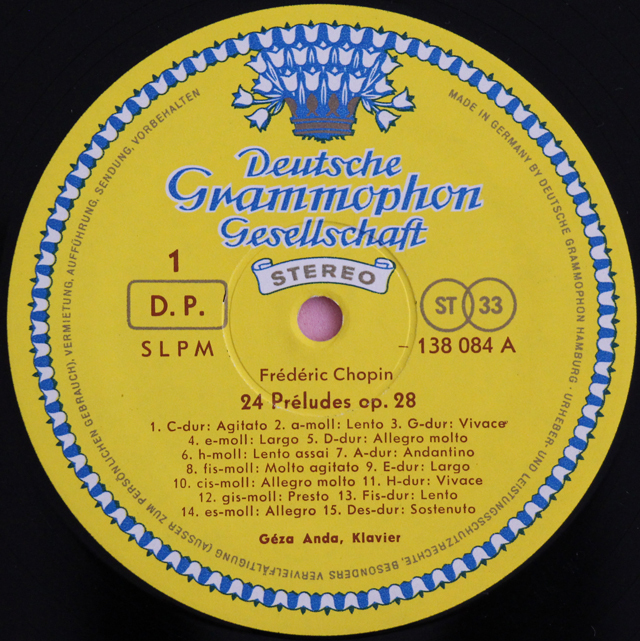 Deutsche
Grammophon
Gesellschaft
STEREO
1
D. P.
SLPM
ST 33
138 084 A
Frédéric Chopin
24 Préludes op. 28
1. C-dur: Agitato 2. a-moll: Lento 3. G-dur: Vivace
4. e-moll: Largo 5. D-dur: Allegro molto
6. h-moll: Lento assai 7. A-dur: Andantino
8. fis-moll: Molto agitato 9. E-dur: Largo
10. cis-moll: Allegro molto 11. H-dur: Vivace
12. gis-moll: Presto 13. Fis-dur: Lento
14. es-moll: Allegro 15. Des-dur: Sostenuto
Géza Anda, Klavier
MADE IN GERMANY BY DEUTSCHE GRAMMOPHON HAMBURG · URHEBER- UND LEISTUNGSSCHUTZRECHTE, BESONDERS VERVIELFÄLTIGUNG (AUSSER ZUM PERSÖNLICHEN GEBRAUCH), VERMIETUNG, AUFFÜHRUNG, SENDUNG, VORBEHALTEN